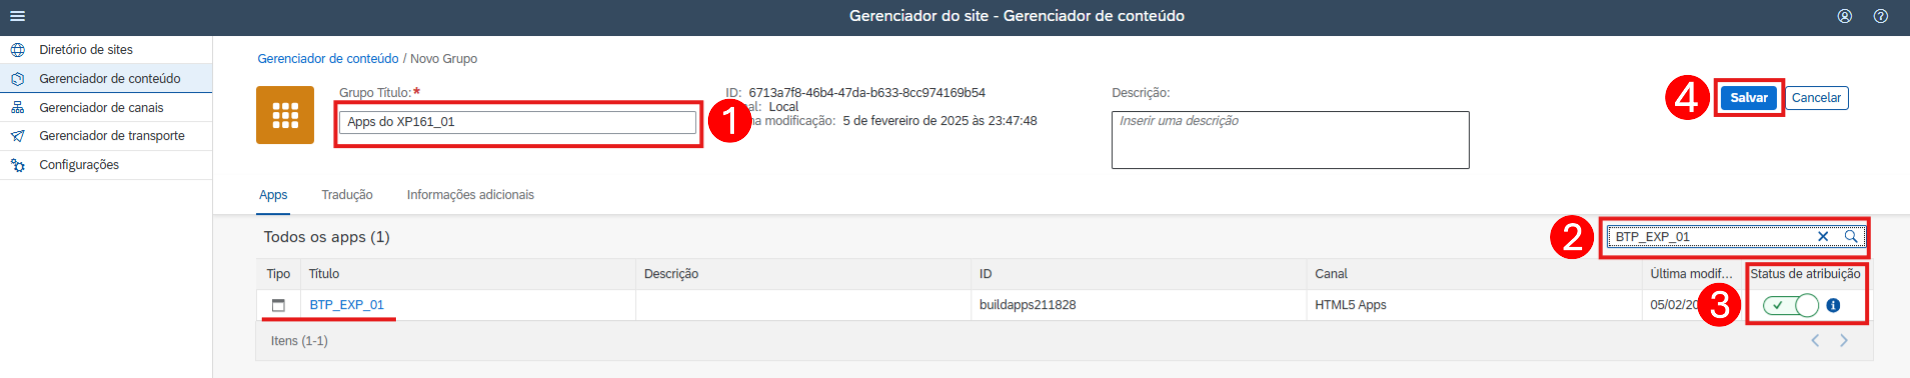 Gerenciador do site - Gerenciador de conteúdo
Diretório de sites
Gerenciador de conteúdo
Gerenciador de canais
Gerenciador de transporte
Configurações
Gerenciador de conteúdo / Novo Grupo
Grupo Título:*
Apps do XP161_01
1
ID: 6713a7f8-46b4-47da-b633-8cc974169b54
Local
modificação: 5 de fevereiro de 2025 às 23:47:48
Descrição:
Inserir uma descrição
4
Salvar
Cancelar
Apps
Tradução
Informações adicionais
Todos os apps (1)
2
BTP_EXP_01
Tipo
Título
Descrição
ID
Canal
Última modif...
Status de atribuição
BTP_EXP_01
buildapps211828
HTML5 Apps
05/02/20
3
Itens (1-1)